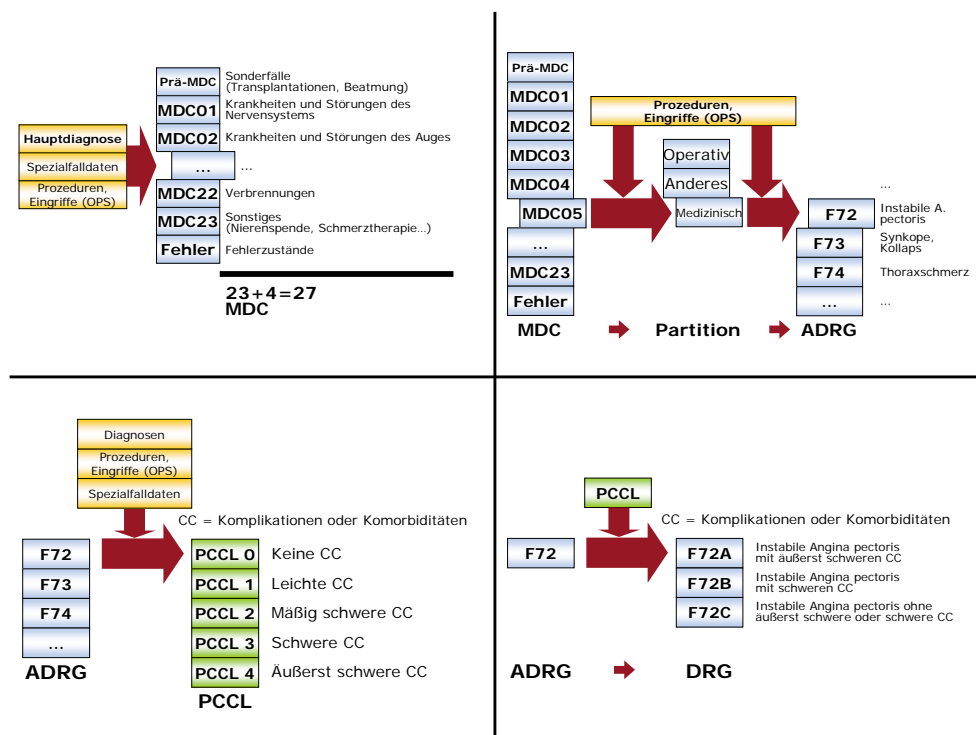 Hauptdiagnose
Spezialfalldaten
Prozeduren,
Eingriffe (OPS)
Prä-MDC
Sonderfälle
(Transplantationen, Beatmung)
MDC01
Krankheiten und Störungen des
Nervensystems
MDC02
Krankheiten und Störungen des Auges
...
...
MDC22
Verbrennungen
MDC23
Sonstiges
(Nierenspende, Schmerztherapie...)
Fehler
Fehlerzustände
23+4=27
MDC
Prä-MDC
MDC01
MDC02
MDC03
MDC04
MDC05
...
MDC23
Fehler
MDC
Prozeduren,
Eingriffe (OPS)
Operativ
Anderes
Medizinisch
Partition
...
F72
Instabile A.
pectoris
F73
Synkope,
Kollaps
F74
Thoraxschmerz
...
...
ADRG
Diagnosen
Prozeduren,
Eingriffe (OPS)
Spezialfalldaten
CC = Komplikationen oder Komorbiditäten
F72
F73
F74
...
ADRG
PCCL 0
Keine CC
PCCL 1
Leichte CC
PCCL 2
Mäßig schwere CC
PCCL 3
Schwere CC
PCCL 4
Äußerst schwere CC
PCCL
PCCL
CC = Komplikationen oder Komorbiditäten
F72
F72A
Instabile Angina pectoris
mit äußerst schweren CC
F72B
Instabile Angina pectoris
mit schweren CC
F72C
Instabile Angina pectoris ohne
äußerst schwere oder schwere CC
ADRG
DRG